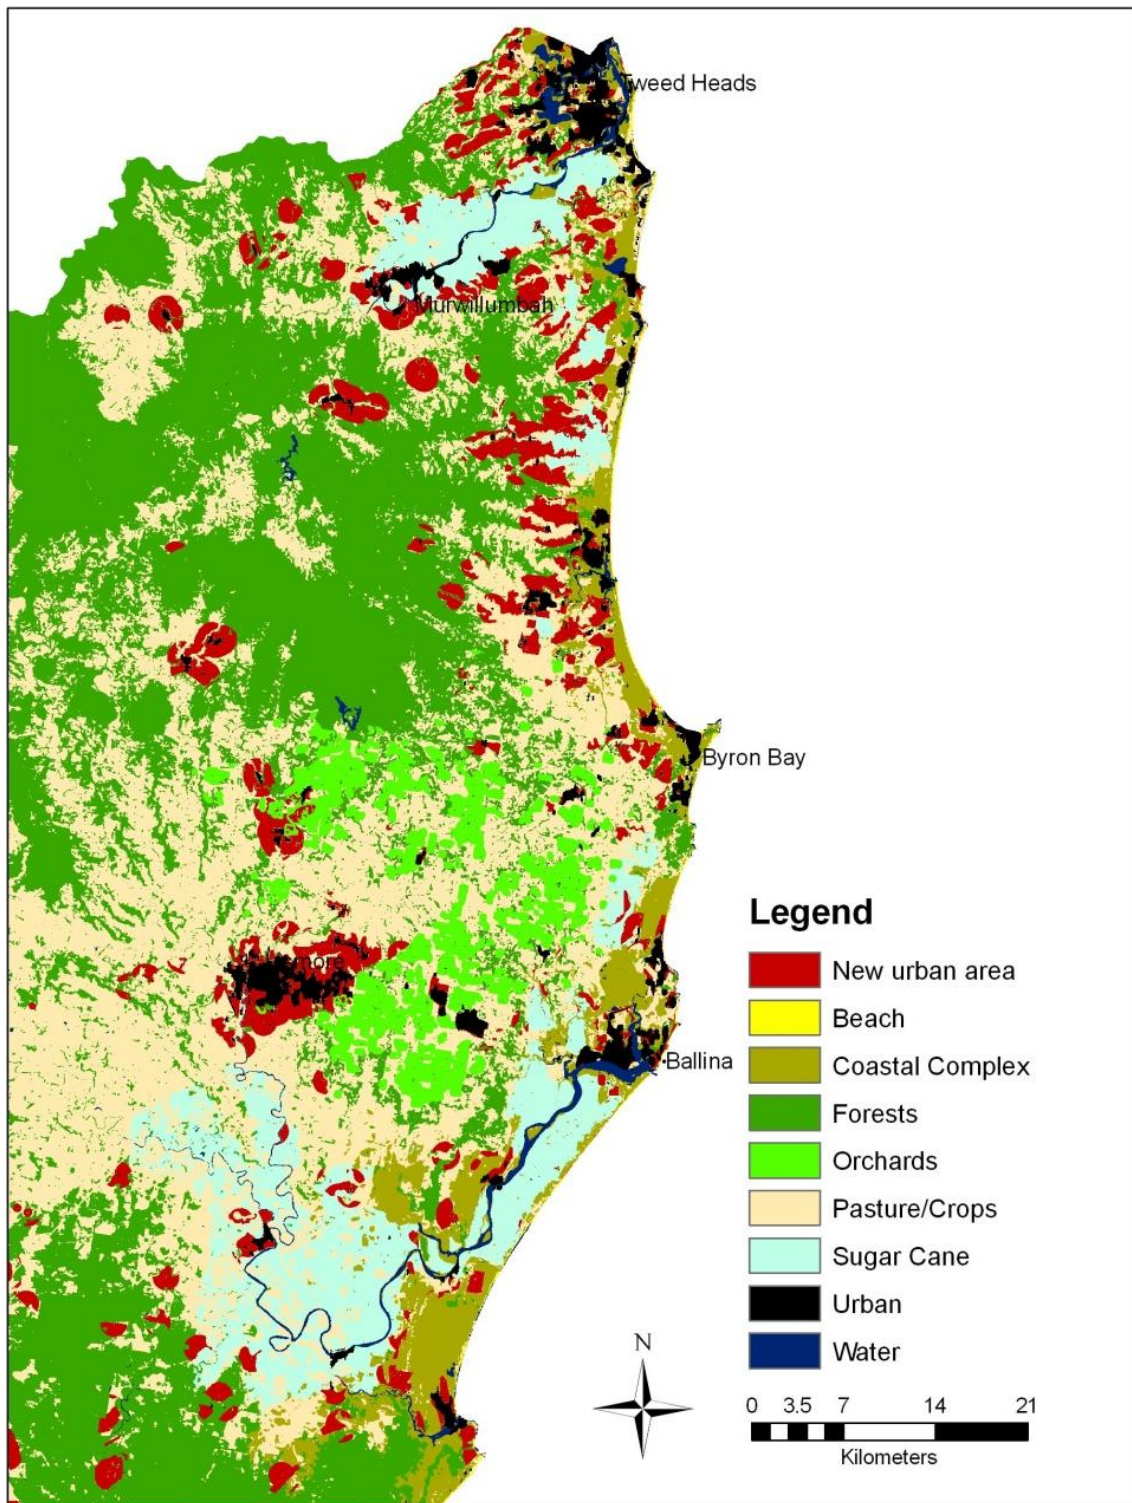 Tweed Heads
Murwillumbah
Byron Bay
Ballina
Legend
New urban area
Beach
Coastal Complex
Forests
Orchards
Pasture/Crops
Sugar Cane
Urban
Water
N
0 3.5 7 14 21
Kilometers